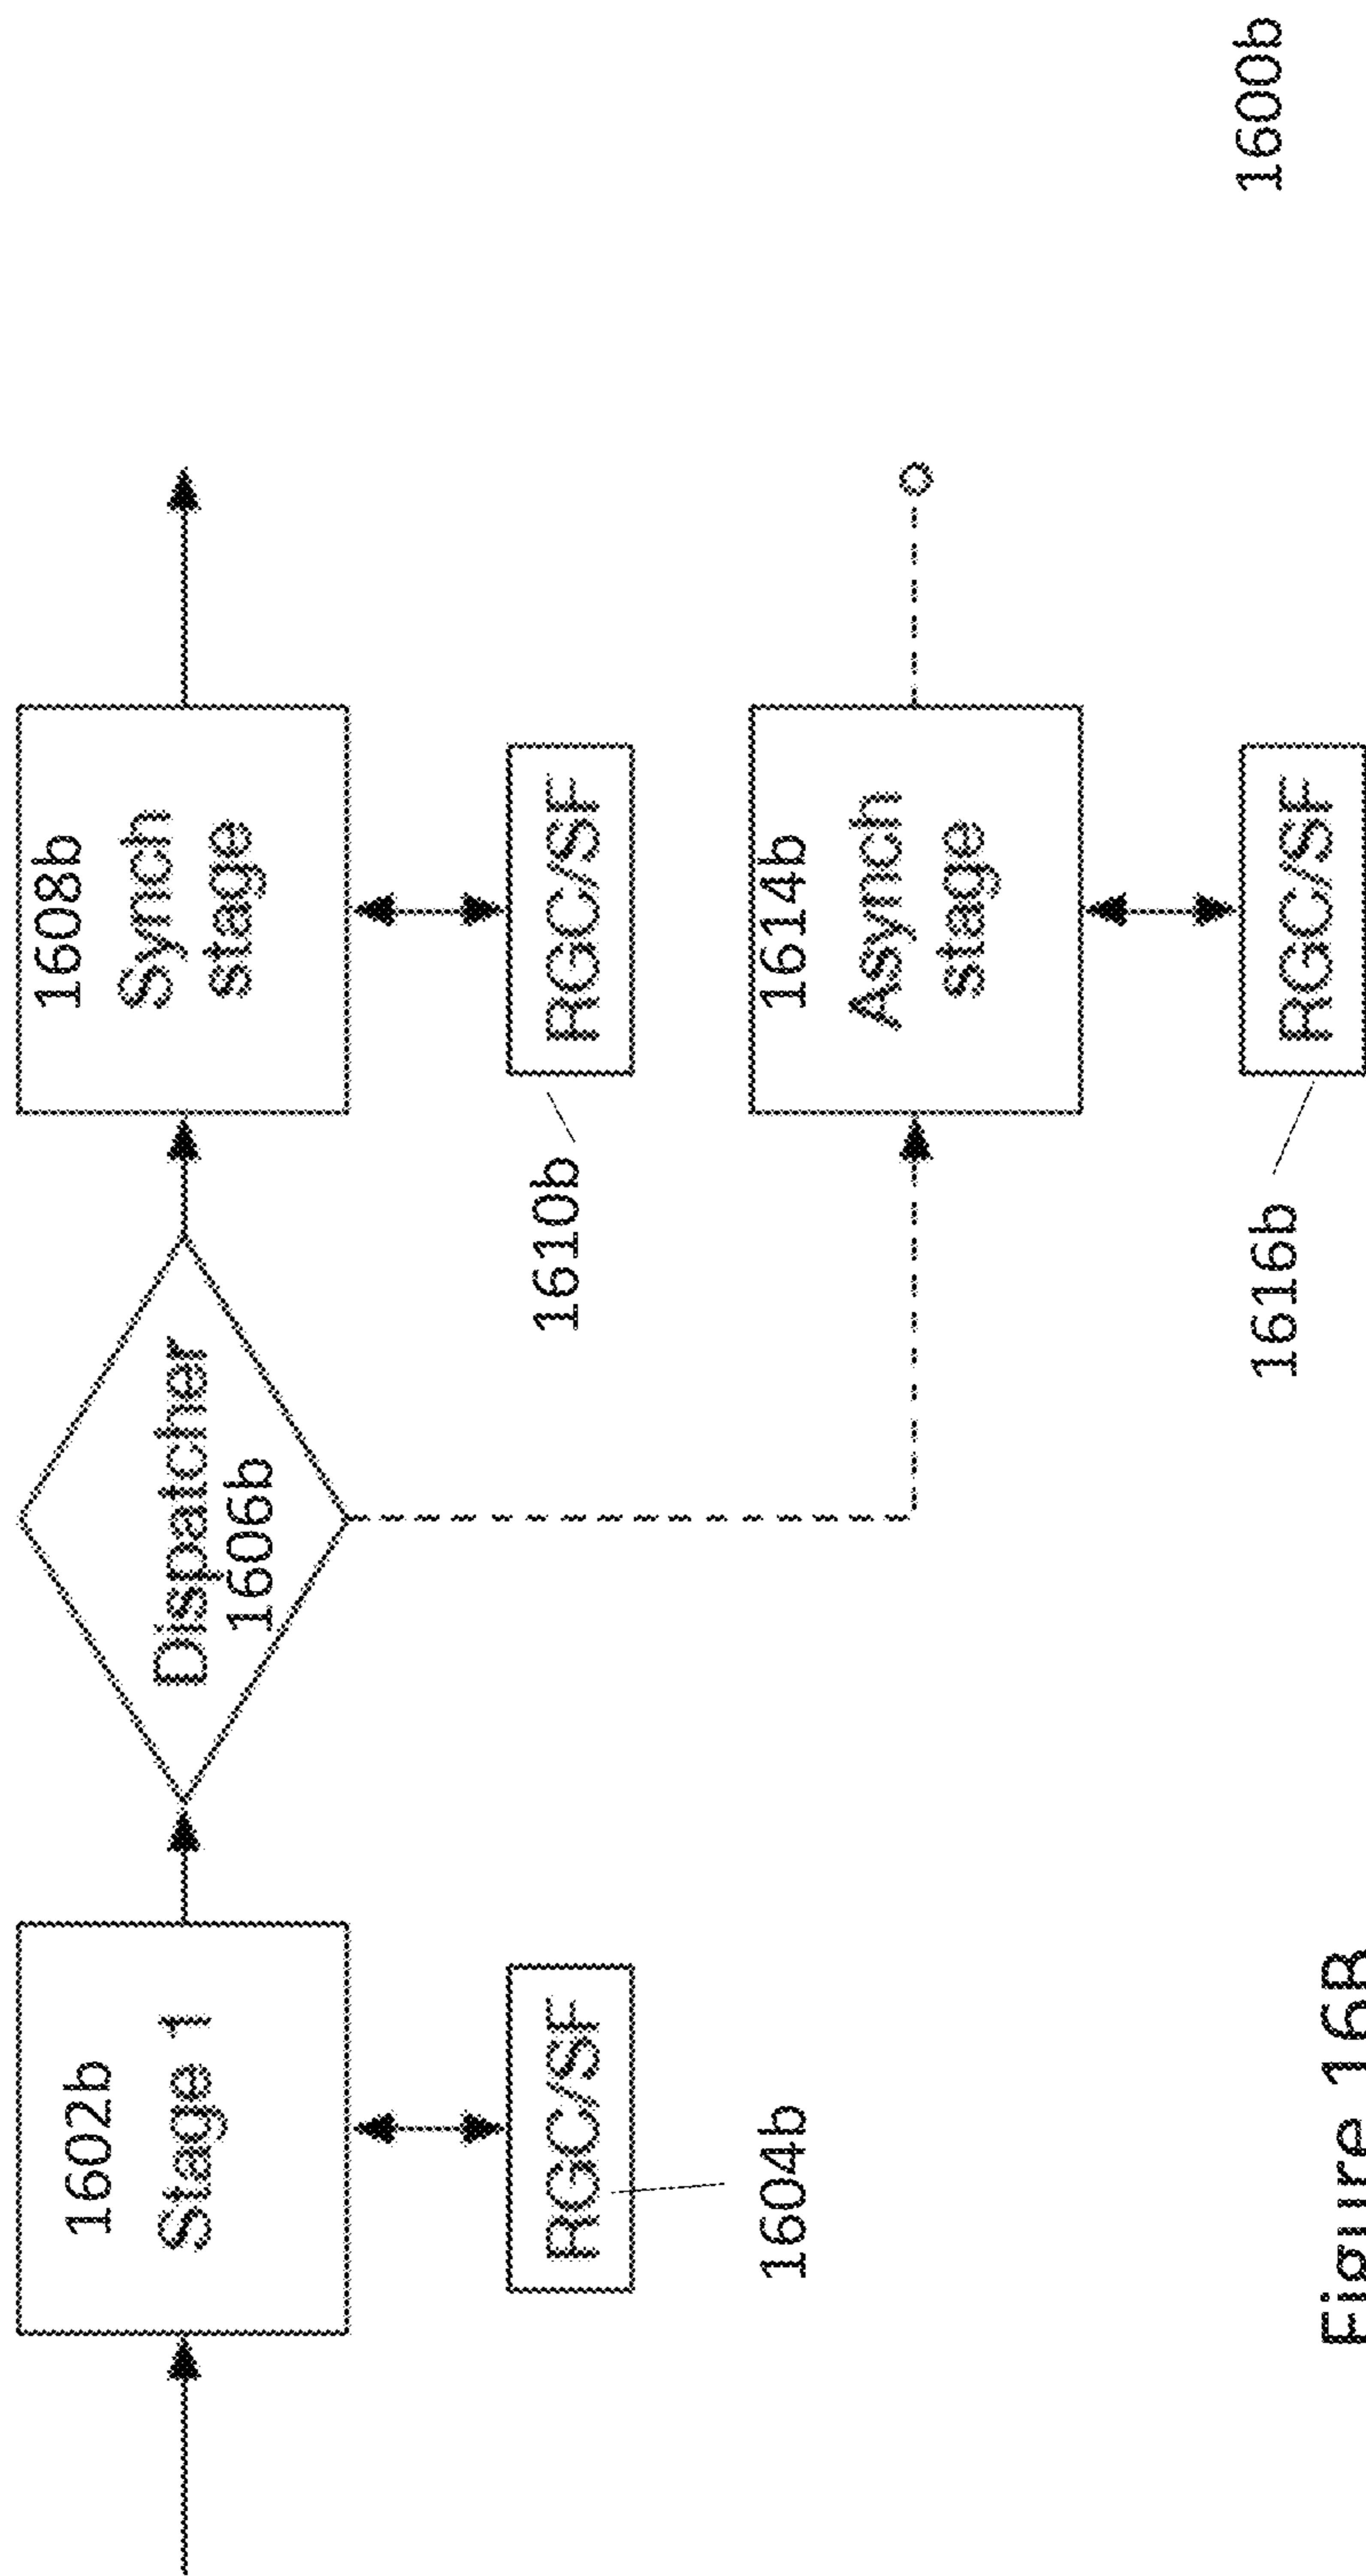 1602b
Stage 1
RGC/SF
1604b
Dispatcher
1606b
1608b
Synch
stage
RGC/SF
1610b
1614b
Asynch
stage
RGC/SF
1616b
1600b
Figure 16B